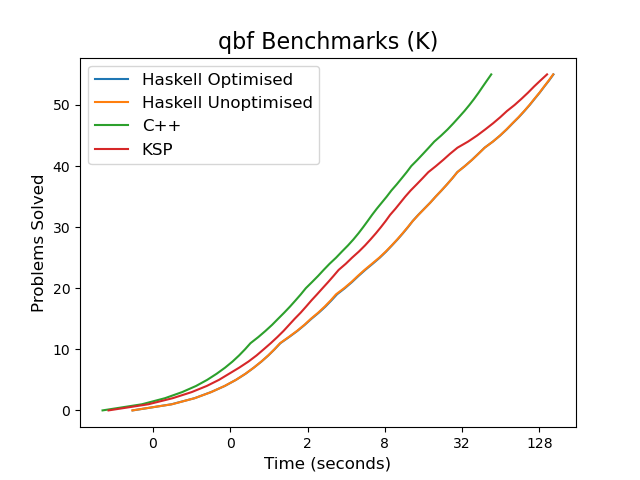 qbf Benchmarks (K)
Haskell Optimised
Haskell Unoptimised
C++
KSP
Problems Solved
50
40
30
20
10
0
0 0 2 8 32 128
Time (seconds)